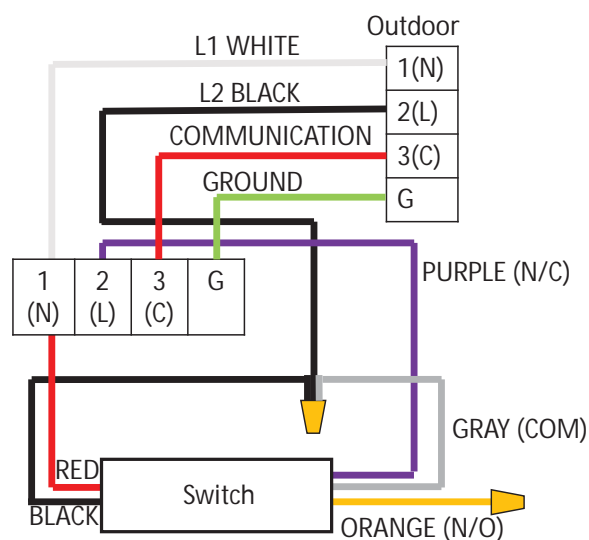 Outdoor
L1 WHITE
1(N)
L2 BLACK
2(L)
COMMUNICATION
3(C)
GROUND
G
1
(N)
2
(L)
3
(C)
G
PURPLE (N/C)
GRAY (COM)
RED
Switch
BLACK
ORANGE (N/O)